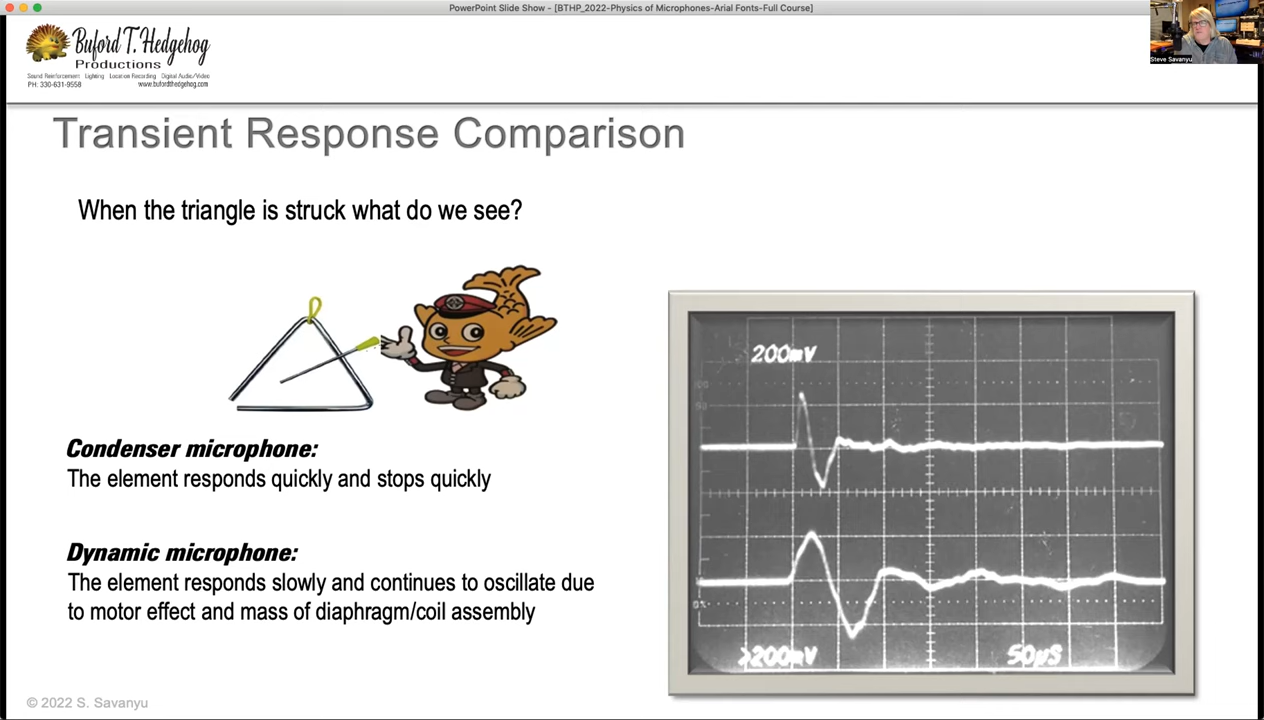 PowerPoint Slide Show - [BTHP_2022-Physics of Microphones-Arial Fonts-Full Course]
Buford T. Hedgehog
Productions
Sound Reinforcement Lighting Location Recording Digital Audio/Video
PH: 330-631-9558 www.bufordthedgehog.com
Steve Savanyu
Transient Response Comparison
When the triangle is struck what do we see?
Condenser microphone:
The element responds quickly and stops quickly
Dynamic microphone:
The element responds slowly and continues to oscillate due
to motor effect and mass of diaphragm/coil assembly
200mV
100
90
0%
>200mV 50µS
© 2022 S. Savanyu